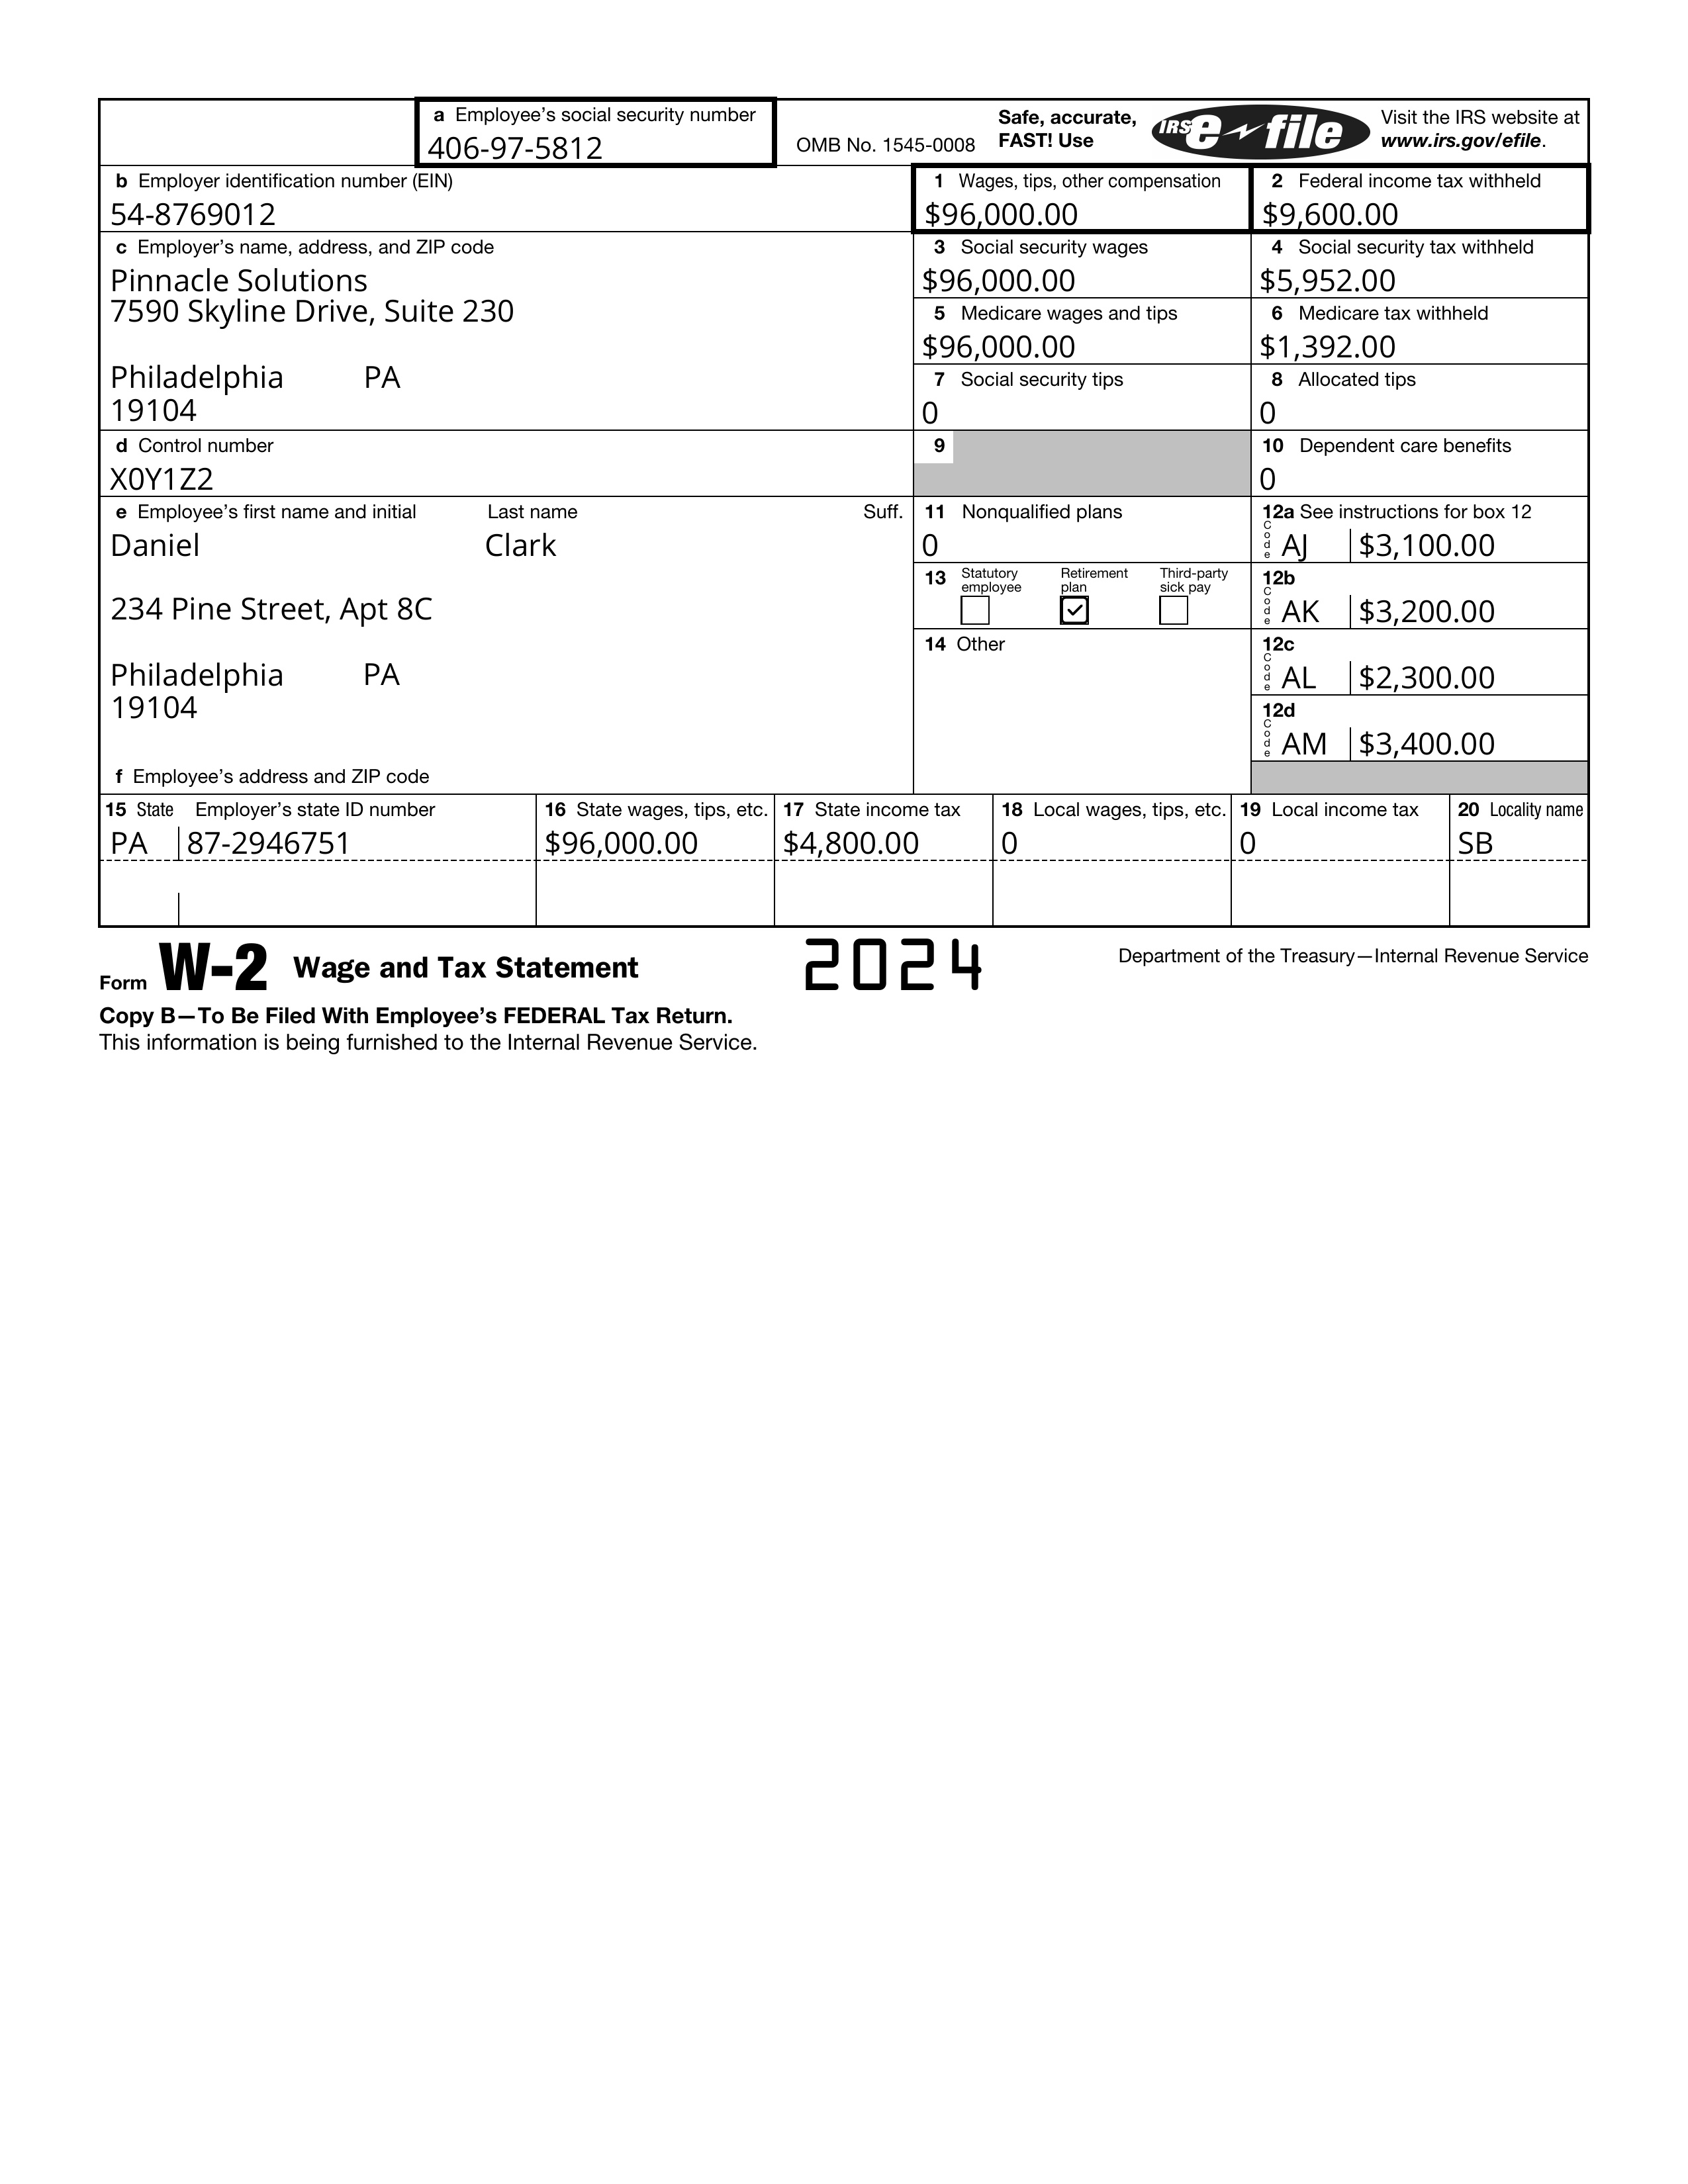 a Employee's social security number
406-97-5812
OMB No. 1545-0008
Safe, accurate,
FAST! Use
IRS e-file
Visit the IRS website at
www.irs.gov/efile.
b Employer identification number (EIN)
54-8769012
1 Wages, tips, other compensation
$96,000.00
2 Federal income tax withheld
$9,600.00
c Employer's name, address, and ZIP code
Pinnacle Solutions
7590 Skyline Drive, Suite 230
Philadelphia PA
19104
3 Social security wages
$96,000.00
4 Social security tax withheld
$5,952.00
5 Medicare wages and tips
$96,000.00
6 Medicare tax withheld
$1,392.00
7 Social security tips
0
8 Allocated tips
0
d Control number
X0Y1Z2
9
10 Dependent care benefits
0
e Employee's first name and initial Last name Suff.
Daniel Clark
234 Pine Street, Apt 8C
Philadelphia PA
19104
f Employee's address and ZIP code
11 Nonqualified plans
0
12a See instructions for box 12
Code AJ $3,100.00
13 Statutory employee Retirement plan Third-party sick pay
12b
Code AK $3,200.00
14 Other
12c
Code AL $2,300.00
12d
Code AM $3,400.00
15 State Employer's state ID number
PA 87-2946751
16 State wages, tips, etc.
$96,000.00
17 State income tax
$4,800.00
18 Local wages, tips, etc.
0
19 Local income tax
0
20 Locality name
SB
Form W-2 Wage and Tax Statement
2024
Department of the Treasury—Internal Revenue Service
Copy B—To Be Filed With Employee's FEDERAL Tax Return.
This information is being furnished to the Internal Revenue Service.